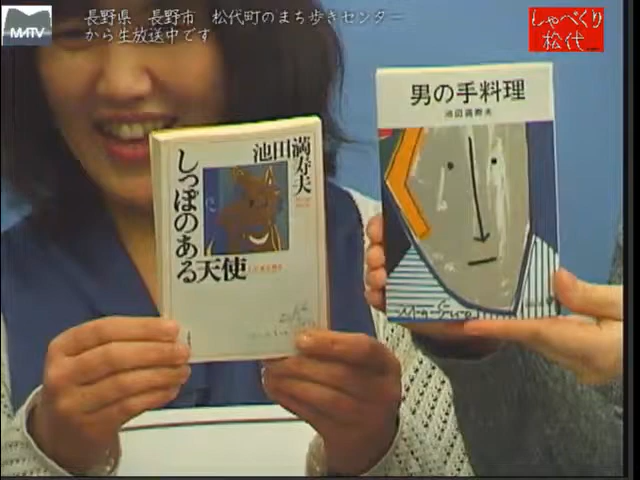 MATV
長野県 長野市 松代町のまち歩きセンター
から生放送中です
しゃべくり
松代
男の手料理
池田満寿夫
池田満寿夫
しっぽのある
天使